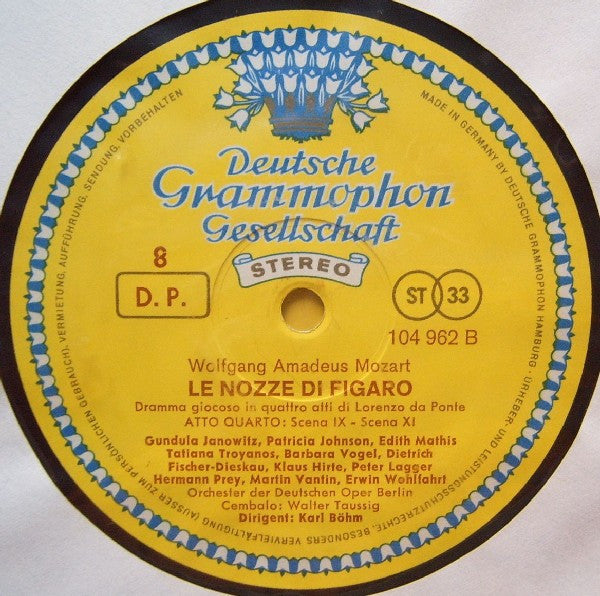 Deutsche
Grammophon
Gesellschaft
STEREO
8
D. P.
ST 33
104 962 B
Wolfgang Amadeus Mozart
LE NOZZE DI FIGARO
Dramma giocoso in quattro atti di Lorenzo da Ponte
ATTO QUARTO: Scena IX - Scena XI
Gundula Janowitz, Patricia Johnson, Edith Mathis
Tatiana Troyanos, Barbara Vogel, Dietrich
Fischer-Dieskau, Klaus Hirte, Peter Lagger
Hermann Prey, Martin Vantin, Erwin Wohlfahrt
Orchester der Deutschen Oper Berlin
Cembalo: Walter Taussig
Dirigent: Karl Böhm
MADE IN GERMANY BY DEUTSCHE GRAMMOPHON HAMBURG · URHEBER- UND LEISTUNGSSCHUTZRECHTE, BESONDERS VERVIELFÄLTIGUNG (AUSSER ZUM PERSÖNLICHEN GEBRAUCH), VERMIETUNG, AUFFÜHRUNG, SENDUNG, VORBEHALTEN